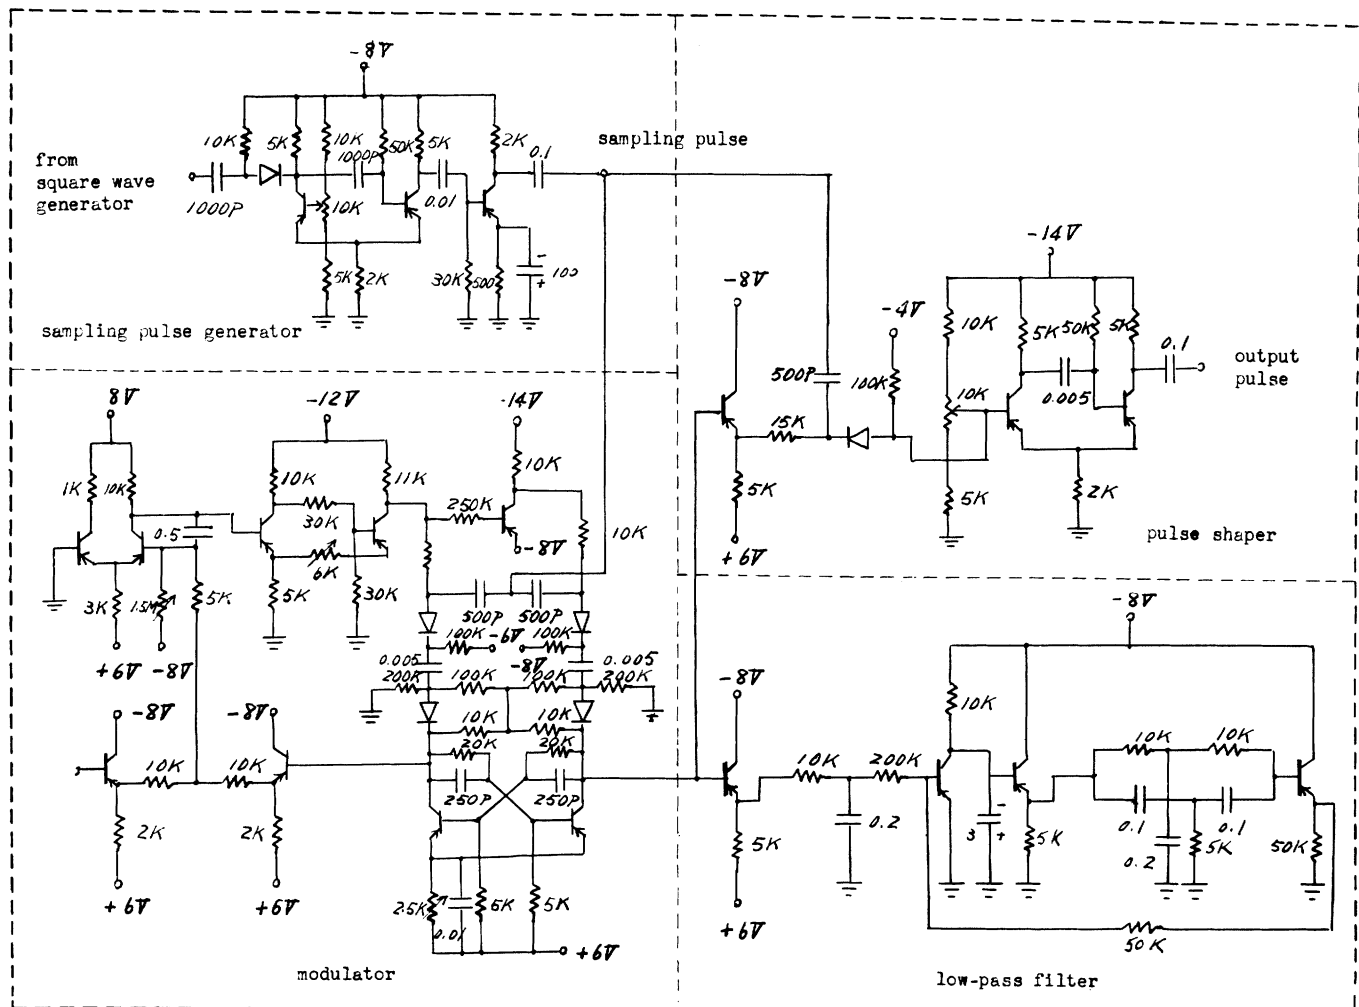 -8V
10K
5K
10K
1000P
50K
5K
2K
0.1
sampling pulse
from
square wave
generator
1000P
10K
0.01
5K
2K
30K
500
-
+
100
sampling pulse generator
-8V
-4V
-14V
500P
100K
15K
5K
+6V
10K
10K
5K
5K
50K
5K
0.005
2K
0.1
output
pulse
pulse shaper
8V
-12V
-14V
1K
10K
0.5
10K
30K
11K
250K
10K
-8V
10K
6K
5K
30K
3K
1.5M
5K
+6V
-8V
500P
500P
100K
-6V
100K
0.005
-8V
0.005
200K
100K
100K
200K
10K
10K
20K
20K
250P
250P
-8V
-8V
10K
10K
2K
2K
+6V
+6V
2.5K
0.01
6K
5K
+6V
modulator
-8V
-8V
5K
+6V
10K
200K
0.2
10K
3
-
+
5K
10K
10K
0.1
0.1
0.2
5K
50K
50K
low-pass filter